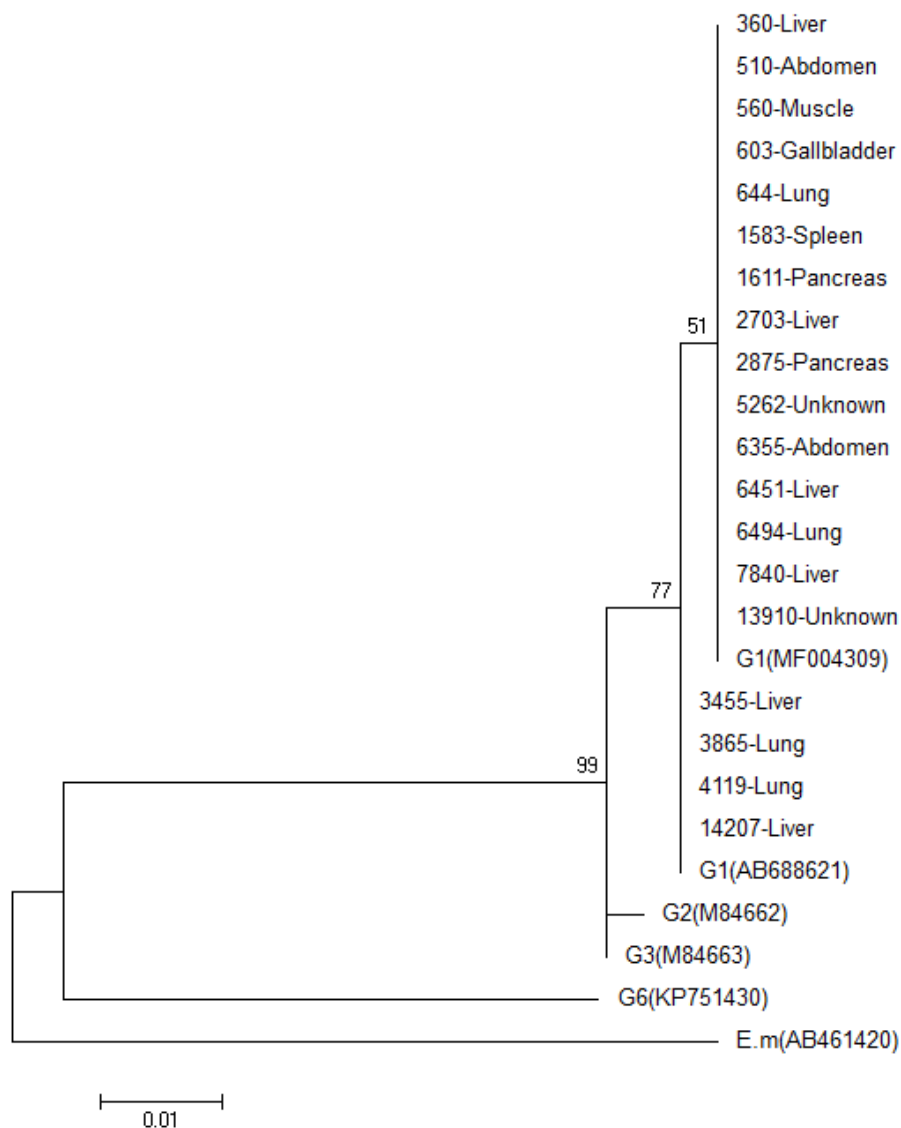 360-Liver
510-Abdomen
560-Muscle
603-Gallbladder
644-Lung
1583-Spleen
1611-Pancreas
2703-Liver
51
2875-Pancreas
5262-Unknown
6355-Abdomen
6451-Liver
6494-Lung
7840-Liver
77
13910-Unknown
G1(MF004309)
3455-Liver
3865-Lung
99
4119-Lung
14207-Liver
G1(AB688621)
G2(M84662)
G3(M84663)
G6(KP751430)
E.m(AB461420)
0.01